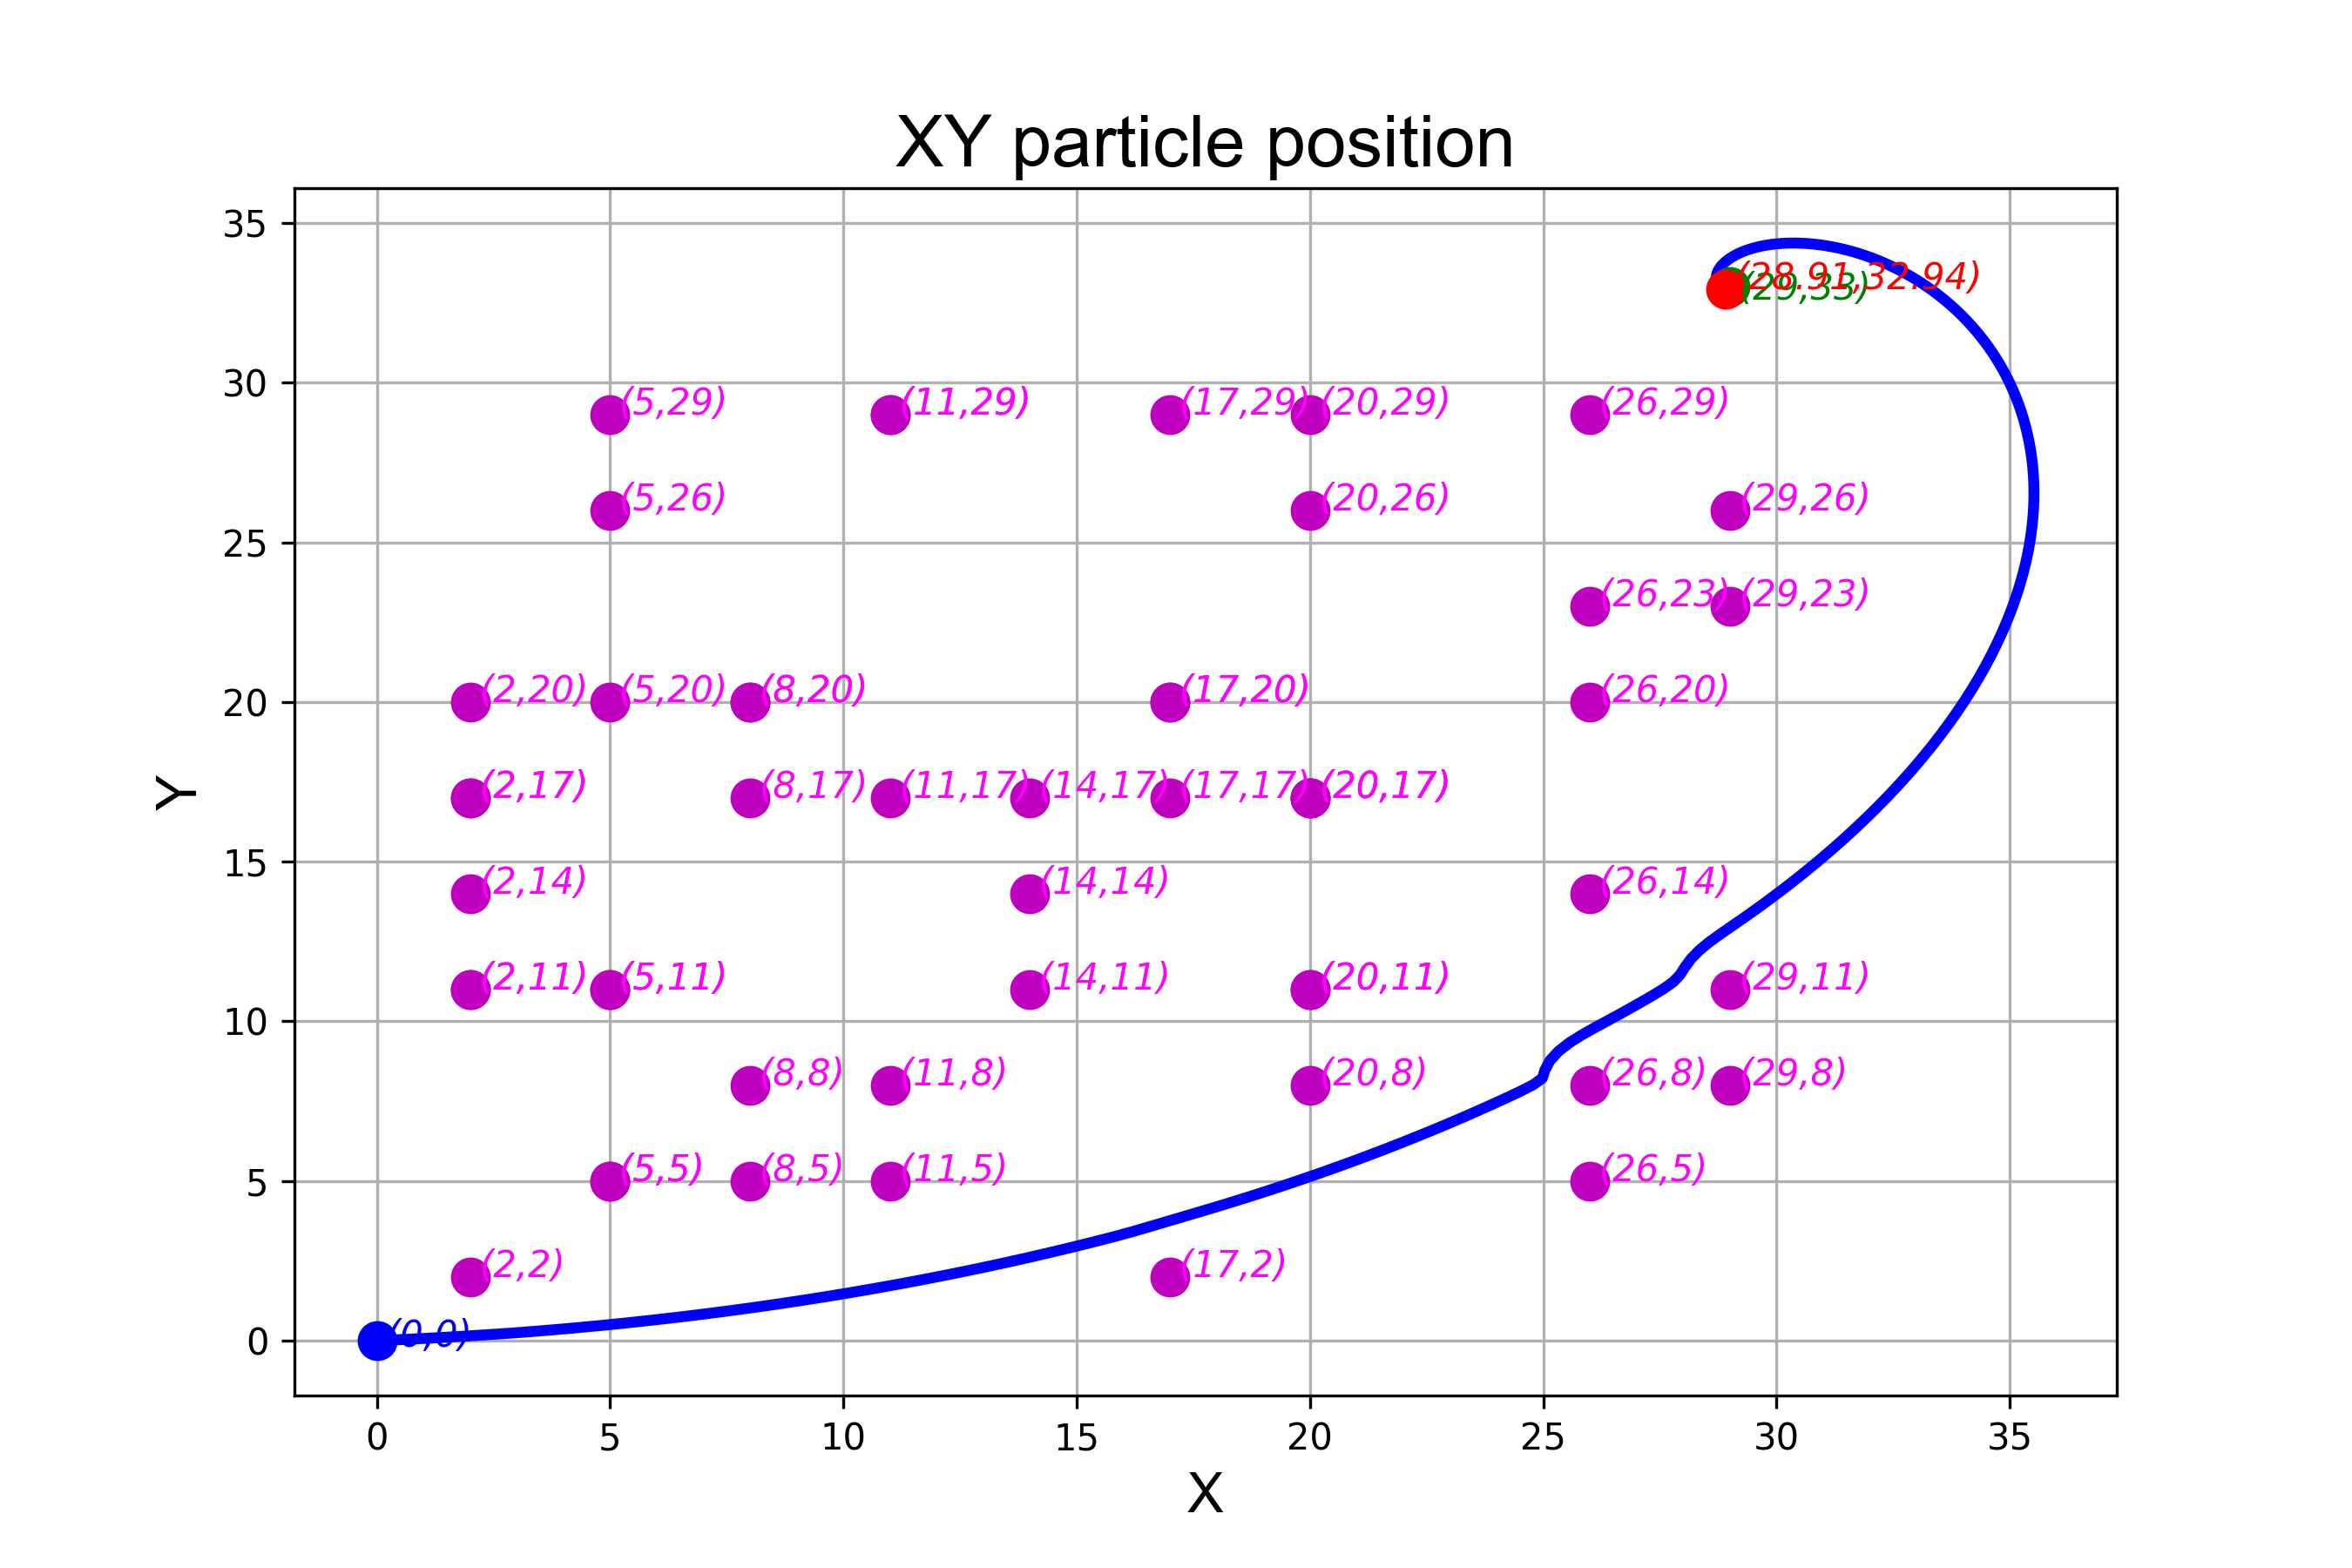 XY particle position
35
(28.91,32.94)
(29,33)
30
(5,29) (11,29) (17,29) (20,29) (26,29)
(5,26) (20,26) (29,26)
25
(26,23) (29,23)
(2,20) (5,20) (8,20) (17,20) (26,20)
20
(2,17) (8,17) (11,17) (14,17) (17,17) (20,17)
Y
15
(2,14) (14,14) (26,14)
(2,11) (5,11) (14,11) (20,11) (29,11)
10
(8,8) (11,8) (20,8) (26,8) (29,8)
(5,5) (8,5) (11,5) (26,5)
5
(2,2) (17,2)
(0,0)
0
0 5 10 15 20 25 30 35
X